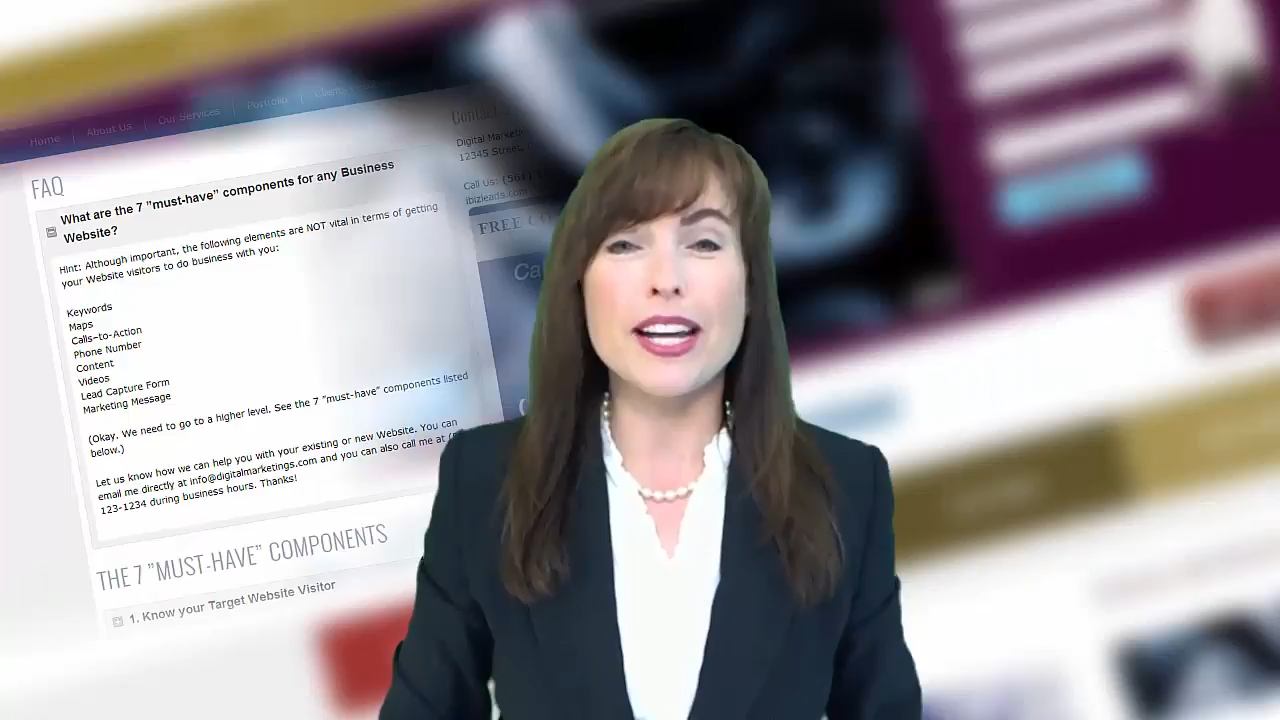 Home About Us Our Services Portfolio
FAQ
What are the 7 "must-have" components for any Business
Website?
Hint: Although important, the following elements are NOT vital in terms of getting
your Website visitors to do business with you:
Keywords
Maps
Calls-to-Action
Phone Number
Content
Videos
Lead Capture Form
Marketing Message
(Okay. We need to go to a higher level. See the 7 "must-have" components listed
below.)
Let us know how we can help you with your existing or new Website. You can
email me directly at info@digitalmarketings.com and you can also call me at
123-1234 during business hours. Thanks!
THE 7 "MUST-HAVE" COMPONENTS
1. Know your Target Website Visitor
Contact
Digital
12345 Street,
Call Us: (561)
ibizleads.com
FREE